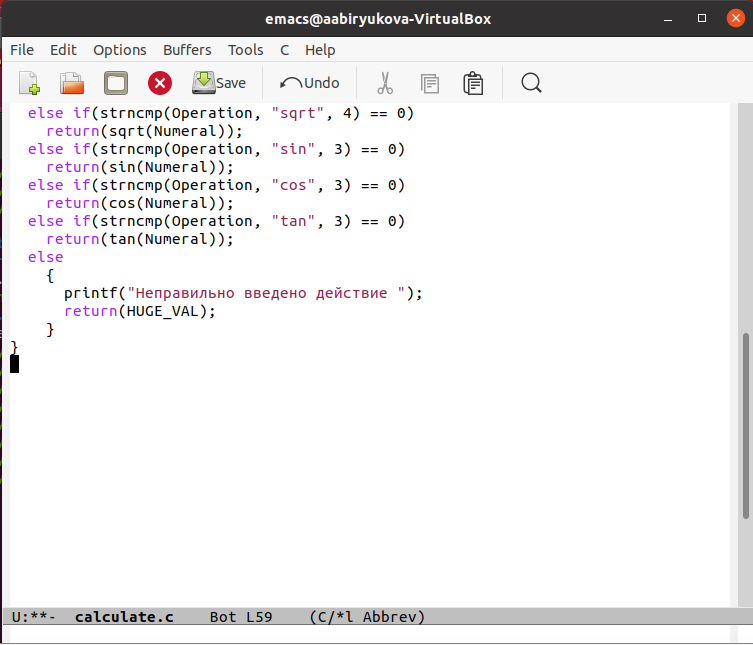 emacs@aabiryukova-VirtualBox
File Edit Options Buffers Tools C Help
Save Undo
else if(strncmp(Operation, "sqrt", 4) == 0)
return(sqrt(Numeral));
else if(strncmp(Operation, "sin", 3) == 0)
return(sin(Numeral));
else if(strncmp(Operation, "cos", 3) == 0)
return(cos(Numeral));
else if(strncmp(Operation, "tan", 3) == 0)
return(tan(Numeral));
else
{
printf("Неправильно введено действие ");
return(HUGE_VAL);
}
}
U:**- calculate.c Bot L59 (C/*l Abbrev)